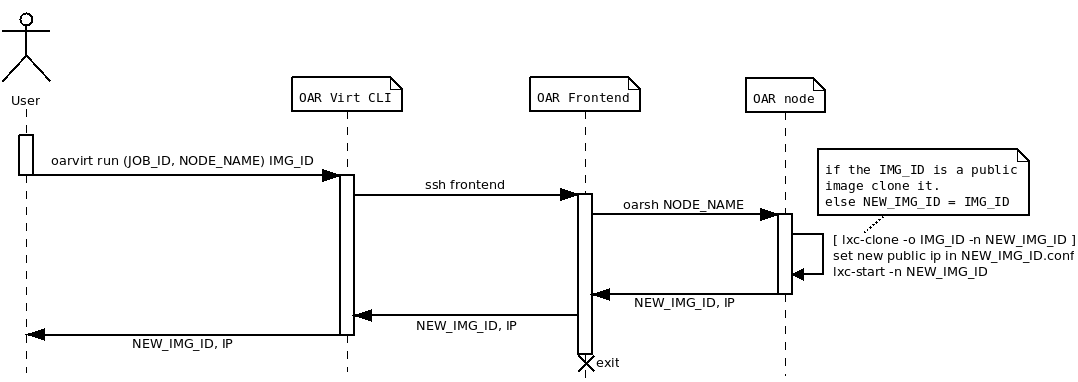 User
OAR Virt CLI
OAR Frontend
OAR node
oarvirt run (JOB_ID, NODE_NAME) IMG_ID
if the IMG_ID is a public
image clone it.
else NEW_IMG_ID = IMG_ID
ssh frontend
oarsh NODE_NAME
[ lxc-clone -o IMG_ID -n NEW_IMG_ID ]
set new public ip in NEW_IMG_ID.conf
lxc-start -n NEW_IMG_ID
NEW_IMG_ID, IP
NEW_IMG_ID, IP
NEW_IMG_ID, IP
exit